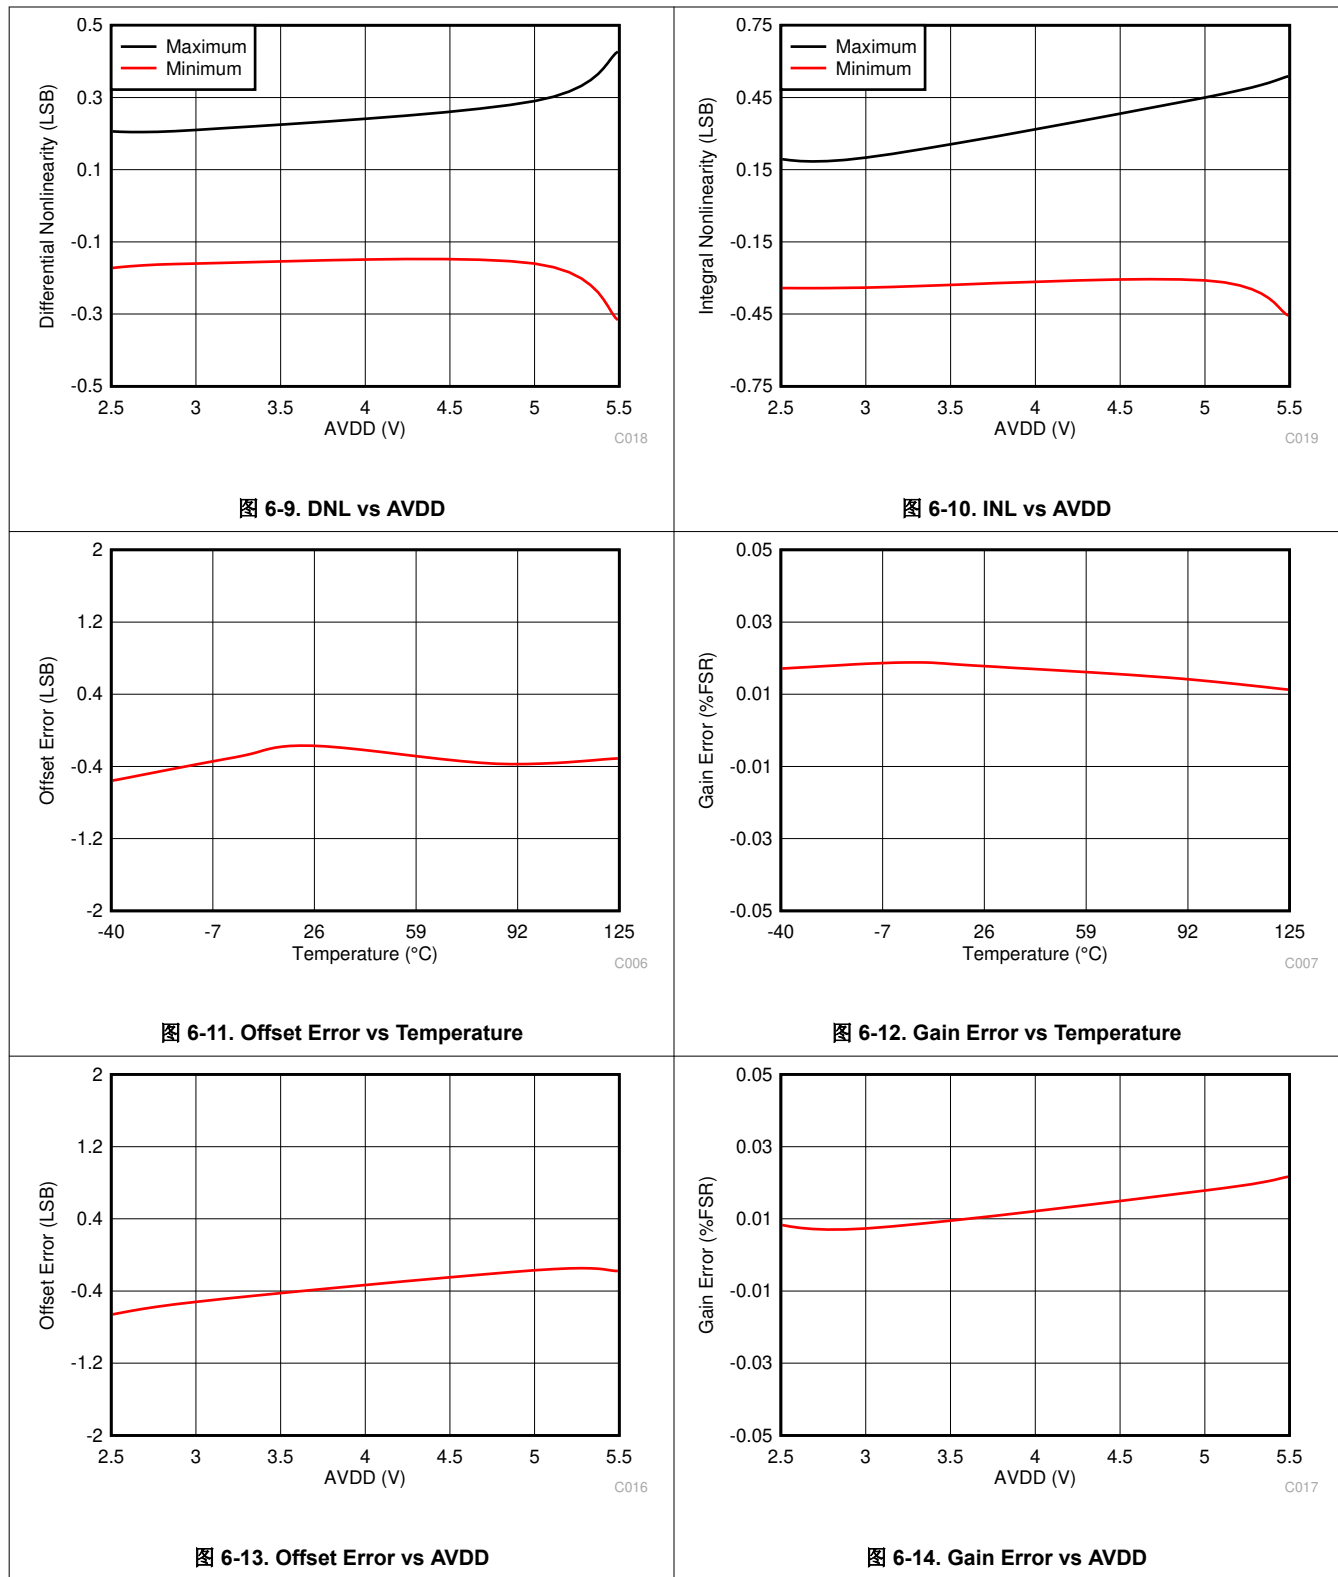 0.5
0.3
0.1
-0.1
-0.3
-0.5
Differential Nonlinearity (LSB)
Maximum
Minimum
2.5 3 3.5 4 4.5 5 5.5
AVDD (V)
C018
图 6-9. DNL vs AVDD
0.75
0.45
0.15
-0.15
-0.45
-0.75
Integral Nonlinearity (LSB)
Maximum
Minimum
2.5 3 3.5 4 4.5 5 5.5
AVDD (V)
C019
图 6-10. INL vs AVDD
2
1.2
0.4
-0.4
-1.2
-2
Offset Error (LSB)
-40 -7 26 59 92 125
Temperature (°C)
C006
图 6-11. Offset Error vs Temperature
0.05
0.03
0.01
-0.01
-0.03
-0.05
Gain Error (%FSR)
-40 -7 26 59 92 125
Temperature (°C)
C007
图 6-12. Gain Error vs Temperature
2
1.2
0.4
-0.4
-1.2
-2
Offset Error (LSB)
2.5 3 3.5 4 4.5 5 5.5
AVDD (V)
C016
图 6-13. Offset Error vs AVDD
0.05
0.03
0.01
-0.01
-0.03
-0.05
Gain Error (%FSR)
2.5 3 3.5 4 4.5 5 5.5
AVDD (V)
C017
图 6-14. Gain Error vs AVDD